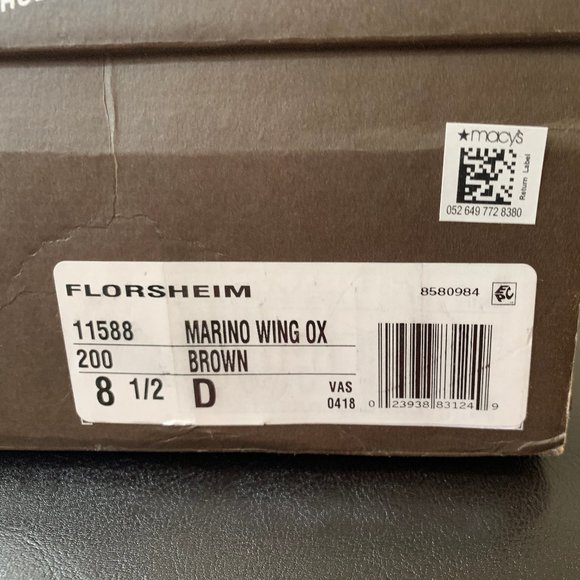 ★macy's
Return Label
052 649 772 8380
FLORSHEIM
8580984
11588 MARINO WING OX
200 BROWN
8 1/2 D
VAS
0418
0 23938 83124 9